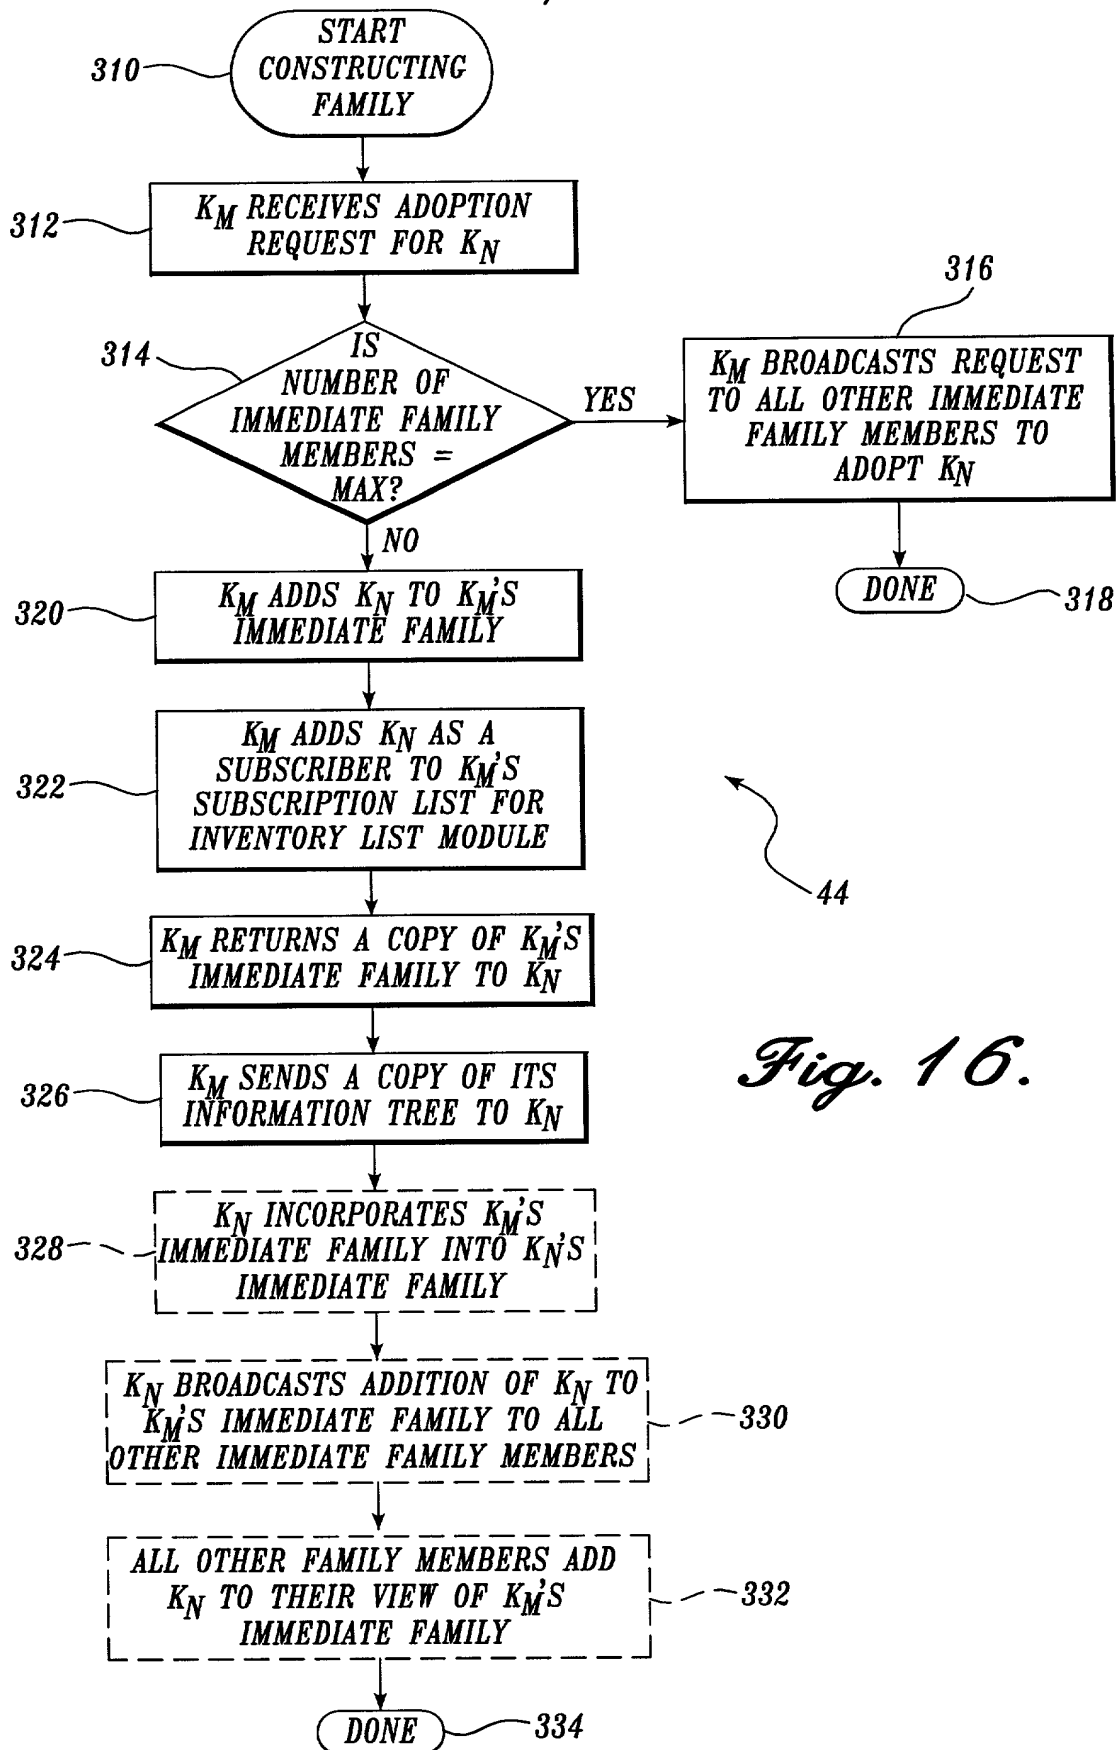 START
CONSTRUCTING
FAMILY
310
K_M RECEIVES ADOPTION
REQUEST FOR K_N
312
IS
NUMBER OF
IMMEDIATE FAMILY
MEMBERS =
MAX?
314
YES
316
K_M BROADCASTS REQUEST
TO ALL OTHER IMMEDIATE
FAMILY MEMBERS TO
ADOPT K_N
DONE
318
NO
K_M ADDS K_N TO K_M'S
IMMEDIATE FAMILY
320
K_M ADDS K_N AS A
SUBSCRIBER TO K_M'S
SUBSCRIPTION LIST FOR
INVENTORY LIST MODULE
322
44
K_M RETURNS A COPY OF K_M'S
IMMEDIATE FAMILY TO K_N
324
K_M SENDS A COPY OF ITS
INFORMATION TREE TO K_N
326
Fig. 16.
K_N INCORPORATES K_M'S
IMMEDIATE FAMILY INTO K_N'S
IMMEDIATE FAMILY
328
K_N BROADCASTS ADDITION OF K_N TO
K_M'S IMMEDIATE FAMILY TO ALL
OTHER IMMEDIATE FAMILY MEMBERS
330
ALL OTHER FAMILY MEMBERS ADD
K_N TO THEIR VIEW OF K_M'S
IMMEDIATE FAMILY
332
DONE
334